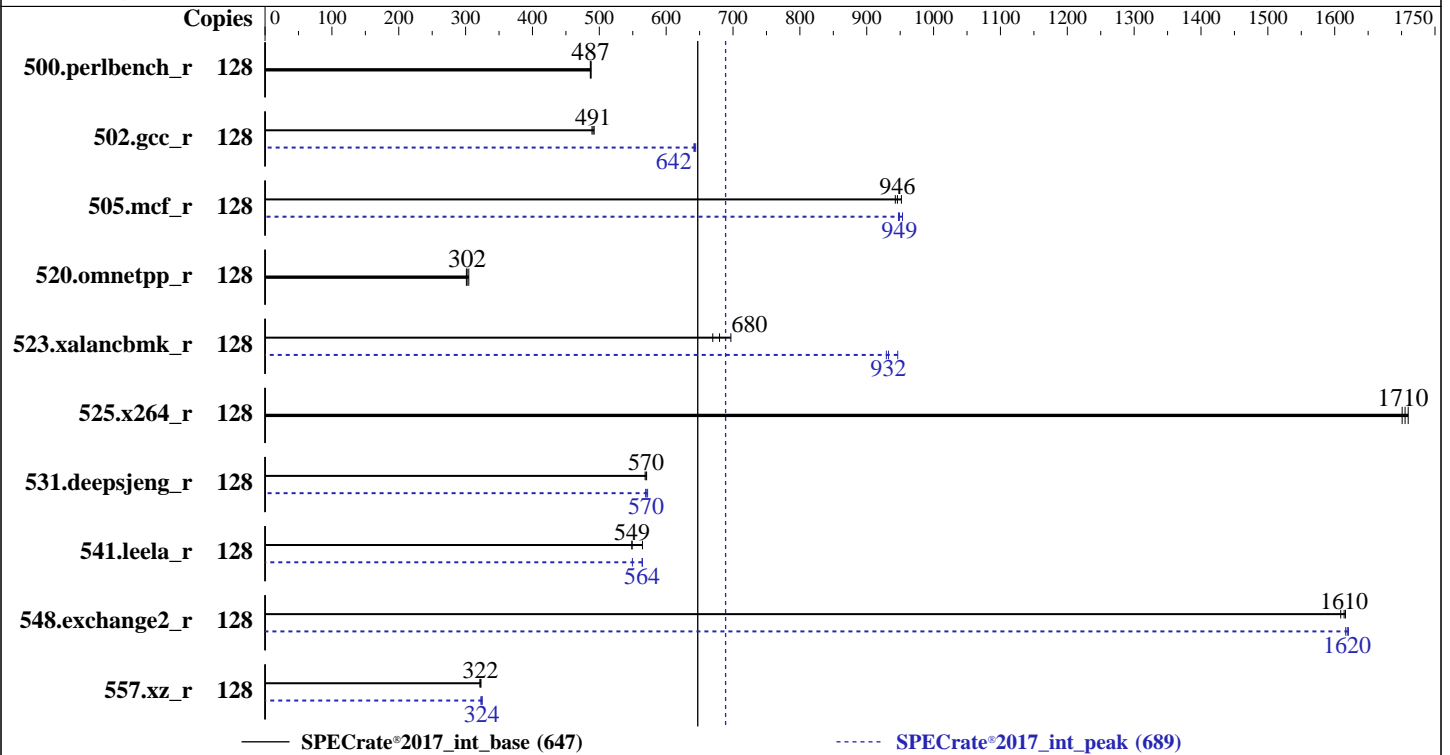 Copies 0 100 200 300 400 500 600 700 800 900 1000 1100 1200 1300 1400 1500 1600 1750
487
500.perlbench_r 128
491
502.gcc_r 128
642
946
505.mcf_r 128
949
302
520.omnetpp_r 128
680
523.xalancbmk_r 128
932
1710
525.x264_r 128
570
531.deepsjeng_r 128
570
549
541.leela_r 128
564
1610
548.exchange2_r 128
1620
322
557.xz_r 128
324
SPECrate®2017_int_base (647) SPECrate®2017_int_peak (689)